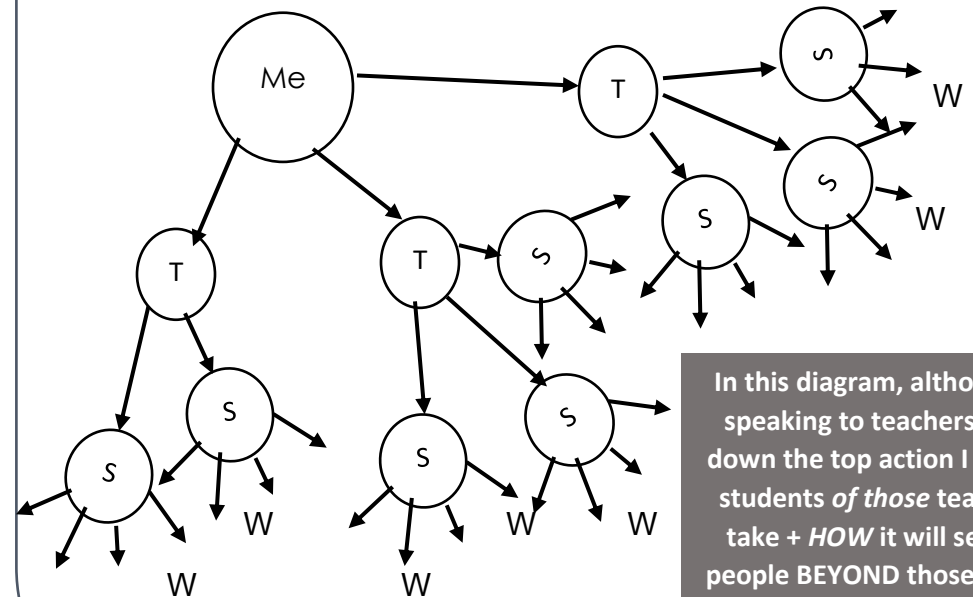 Me
T
S
W
S
W
S
T
S
W
S
W
T
S
S
W
S
W
T
S
W
S
W
In this diagram, altho
speaking to teachers
down the top action I
students of those tea
take + HOW it will se
people BEYOND those